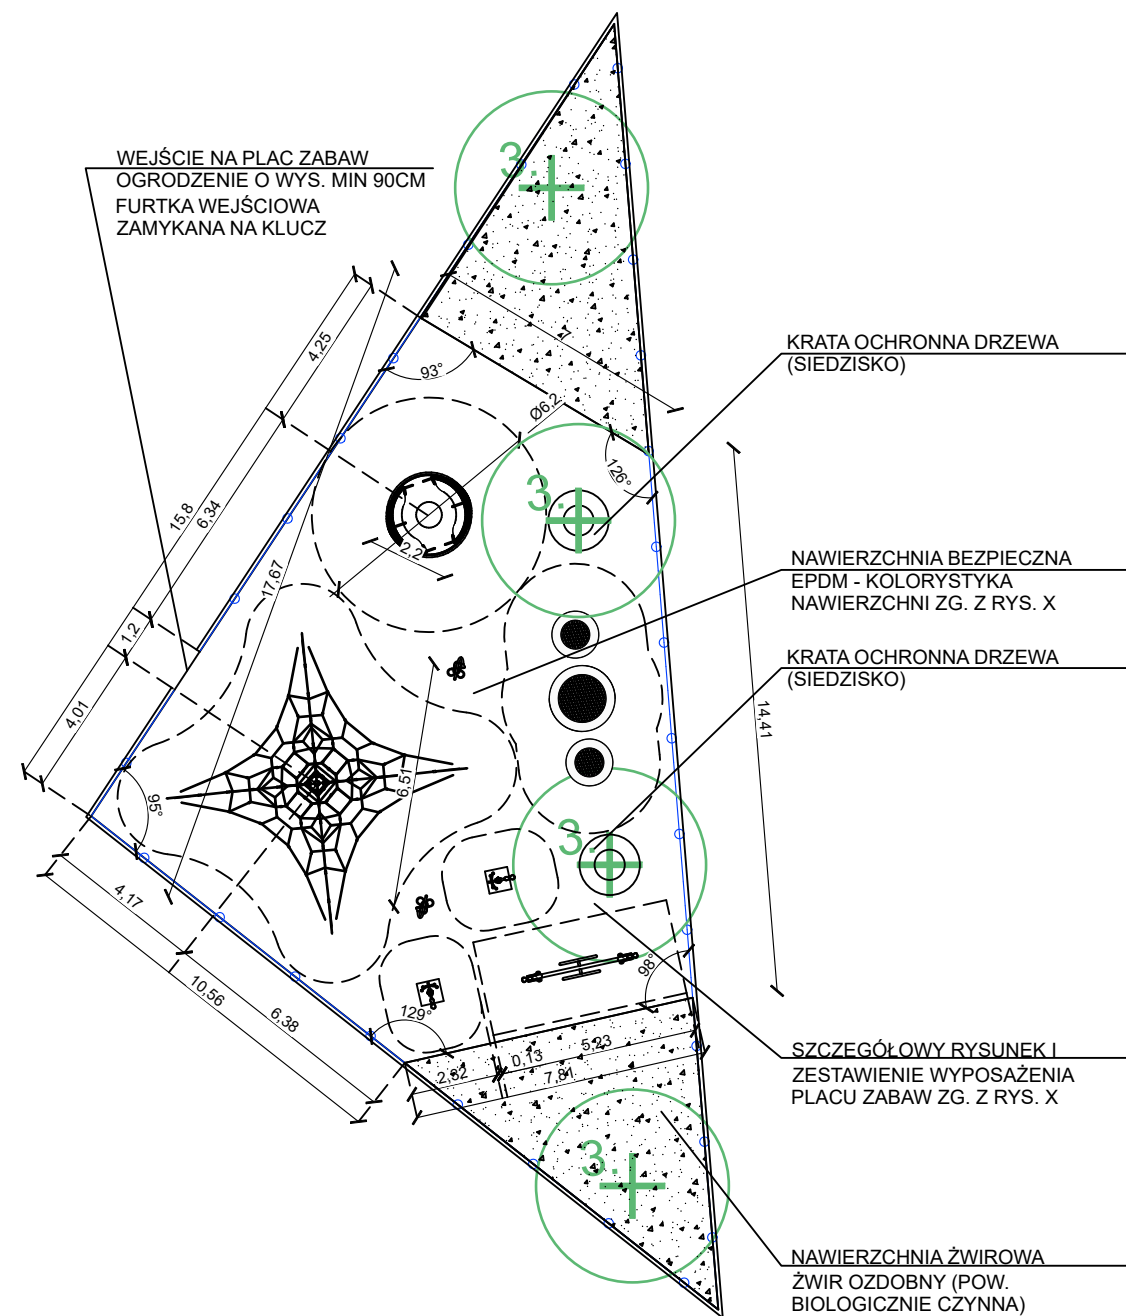 WEJŚCIE NA PLAC ZABAW
OGRODZENIE O WYS. MIN 90CM
FURTKA WEJŚCIOWA
ZAMYKANA NA KLUCZ
3.
KRATA OCHRONNA DRZEWA
(SIEDZISKO)
4,25
93°
7
Ø6,2
126°
3.
15,8
6,34
2,2
17,67
NAWIERZCHNIA BEZPIECZNA
EPDM - KOLORYSTYKA
NAWIERZCHNI ZG. Z RYS. X
1,2
KRATA OCHRONNA DRZEWA
(SIEDZISKO)
4,01
14,41
6,51
95°
3.
4,17
10,56
6,38
98°
129°
5,23
0,13
2,32
7,81
SZCZEGÓŁOWY RYSUNEK I
ZESTAWIENIE WYPOSAŻENIA
PLACU ZABAW ZG. Z RYS. X
3.
NAWIERZCHNIA ŻWIROWA
ŻWIR OZDOBNY (POW.
BIOLOGICZNIE CZYNNA)